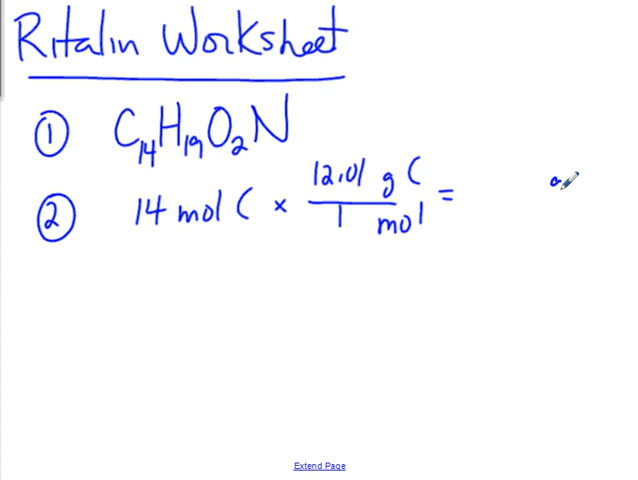 Ritalin Worksheet
① C₁₄H₁₉O₂N
② 14 mol C × 12.01 g C / 1 mol =
Extend Page